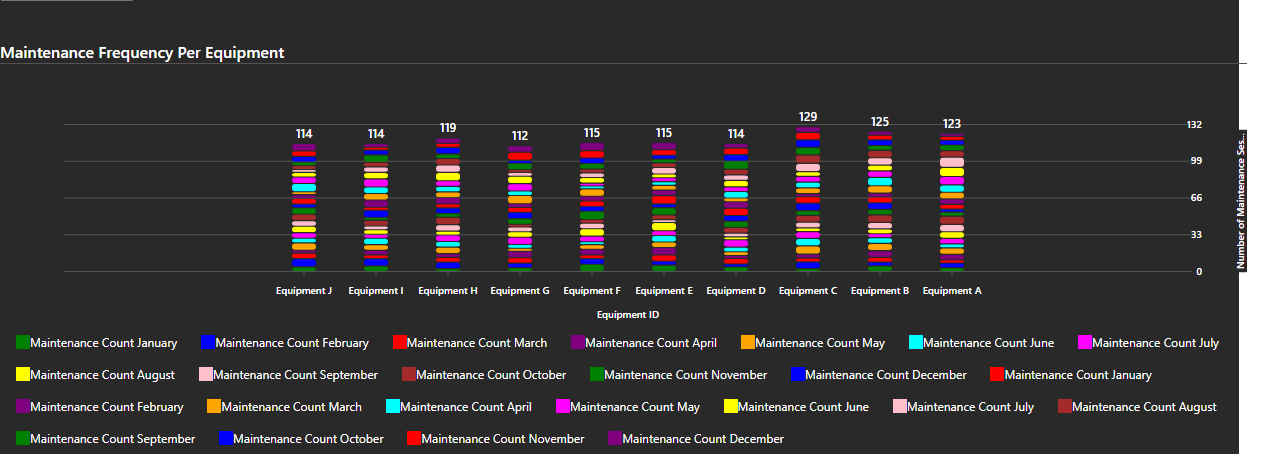 Maintenance Frequency Per Equipment
114 114 119 112 115 115 114 129 125 123
132
99
66
33
0
Number of Maintenance Ses...
Equipment J Equipment I Equipment H Equipment G Equipment F Equipment E Equipment D Equipment C Equipment B Equipment A
Equipment ID
Maintenance Count January Maintenance Count February Maintenance Count March Maintenance Count April Maintenance Count May Maintenance Count June Maintenance Count July
Maintenance Count August Maintenance Count September Maintenance Count October Maintenance Count November Maintenance Count December Maintenance Count January
Maintenance Count February Maintenance Count March Maintenance Count April Maintenance Count May Maintenance Count June Maintenance Count July Maintenance Count August
Maintenance Count September Maintenance Count October Maintenance Count November Maintenance Count December